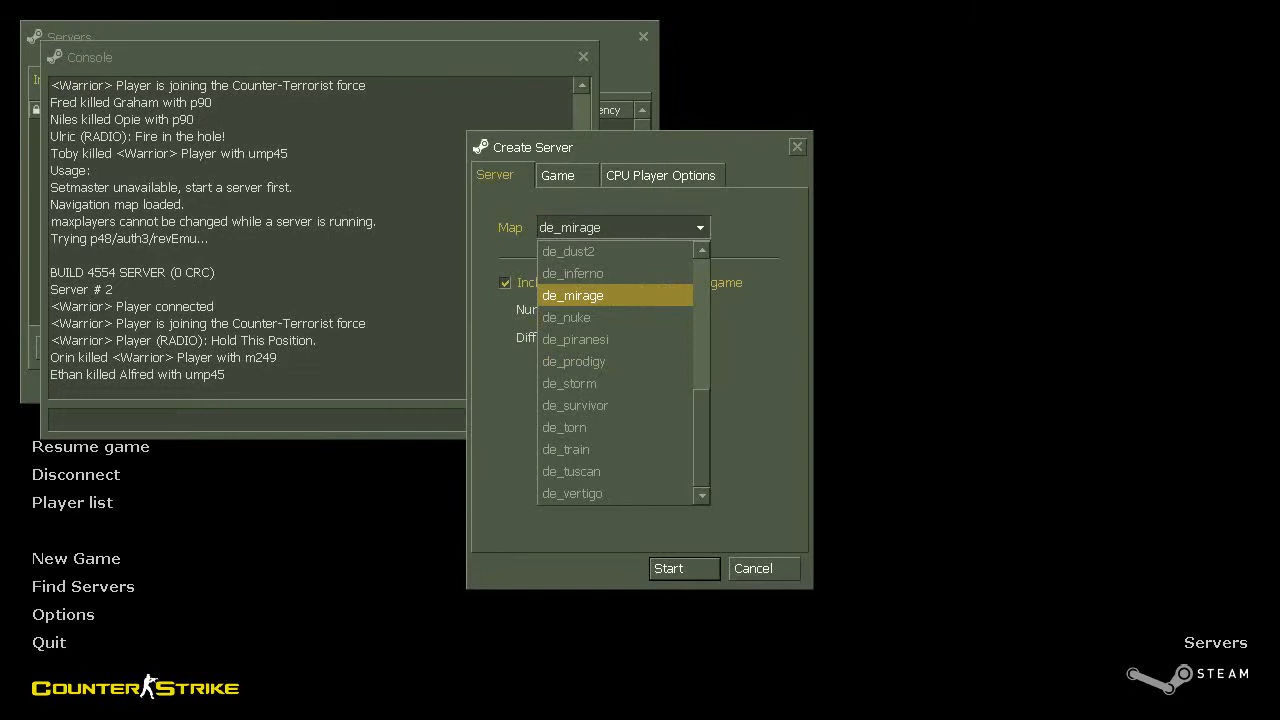 Servers
Console
<Warrior> Player is joining the Counter-Terrorist force
Fred killed Graham with p90
Niles killed Opie with p90
Ulric (RADIO): Fire in the hole!
Toby killed <Warrior> Player with ump45
Usage:
Setmaster unavailable, start a server first.
Navigation map loaded.
maxplayers cannot be changed while a server is running.
Trying p48/auth3/revEmu...
BUILD 4554 SERVER (0 CRC)
Server # 2
<Warrior> Player connected
<Warrior> Player is joining the Counter-Terrorist force
<Warrior> Player (RADIO): Hold This Position.
Orin killed <Warrior> Player with m249
Ethan killed Alfred with ump45
Create Server
Server Game CPU Player Options
Map de_mirage
de_dust2
de_inferno
de_mirage
de_nuke
de_piranesi
de_prodigy
de_storm
de_survivor
de_torn
de_train
de_tuscan
de_vertigo
game
Start Cancel
Resume game
Disconnect
Player list
New Game
Find Servers
Options
Quit
Servers
COUNTER STRIKE
STEAM